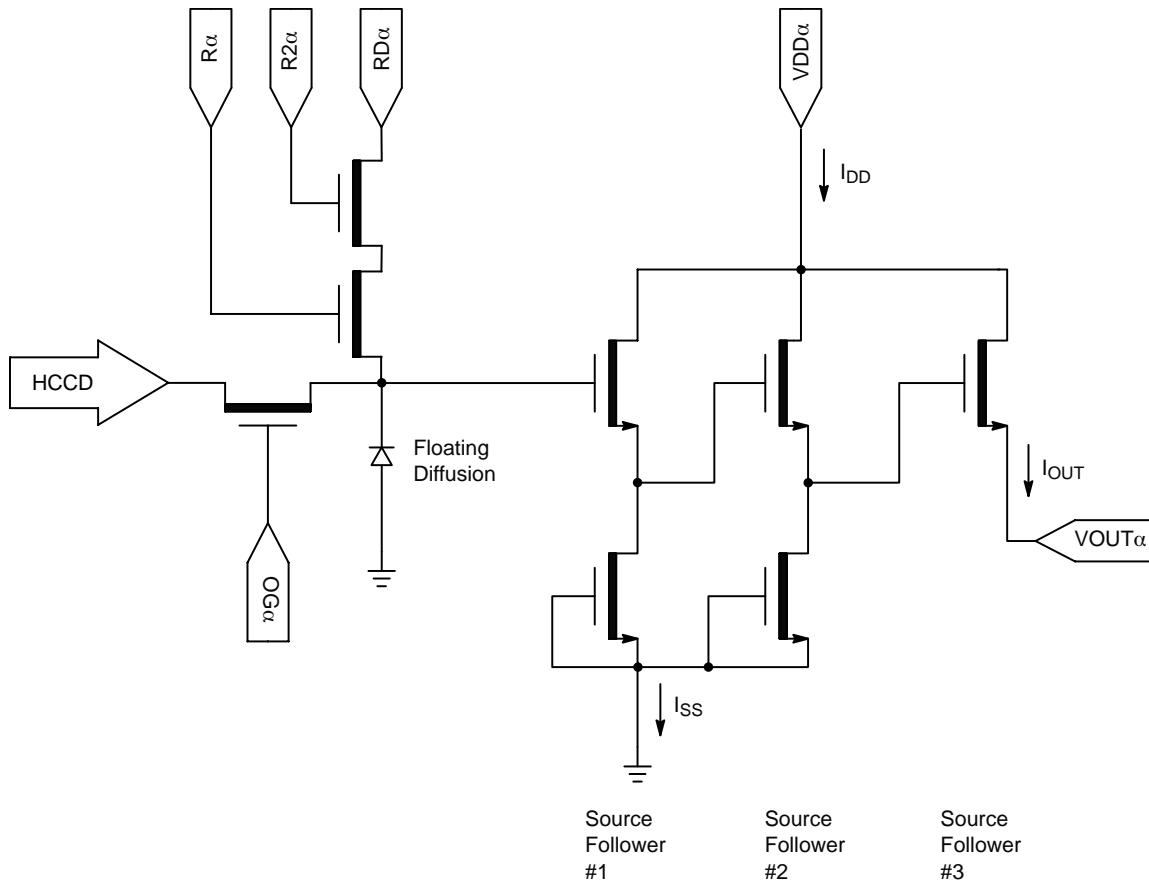 Rα
R2α
RDα
VDDα
IDD
HCCD
Floating
Diffusion
IOUT
VOUTα
OGα
ISS
Source
Follower
#1
Source
Follower
#2
Source
Follower
#3